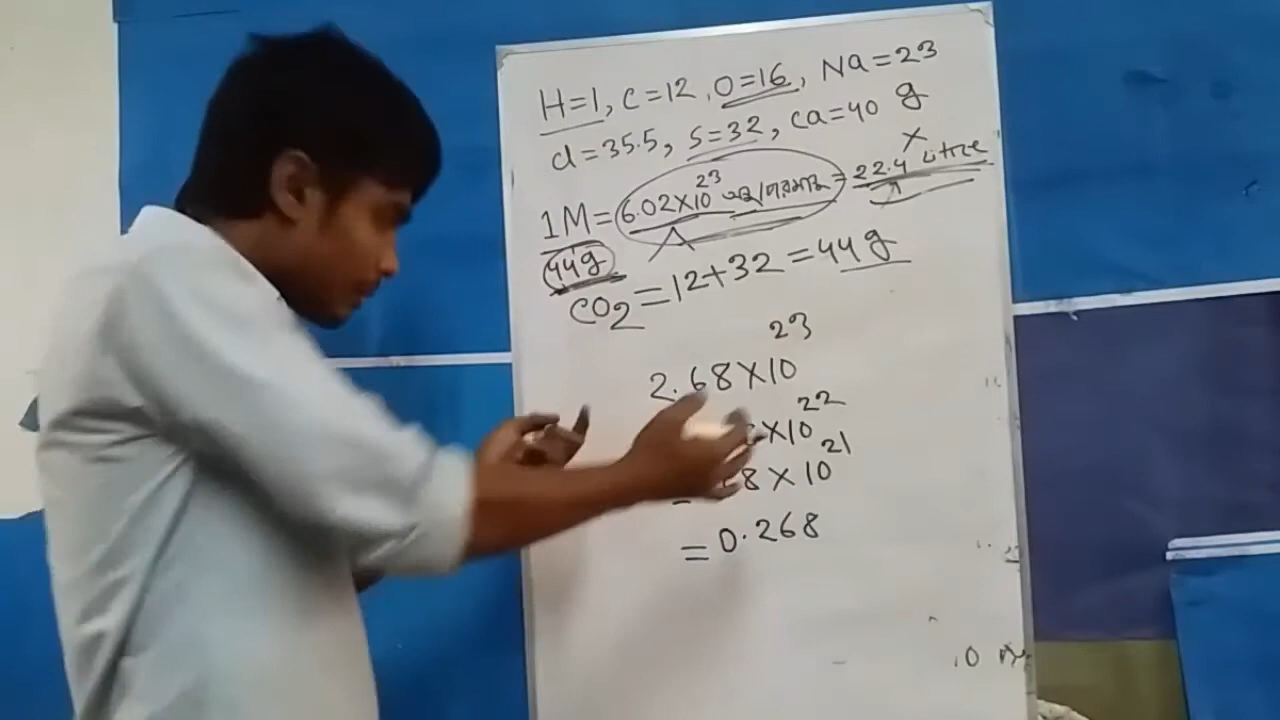 H=1, C=12, O=16, Na=23
cl=35.5, S=32, Ca=40 g
1M=6.02×10²³ অনু/পরমানু=22.4 Litre
44g
CO₂=12+32=44g
2.68×10²³
×10²²
8×10²¹
=0.268